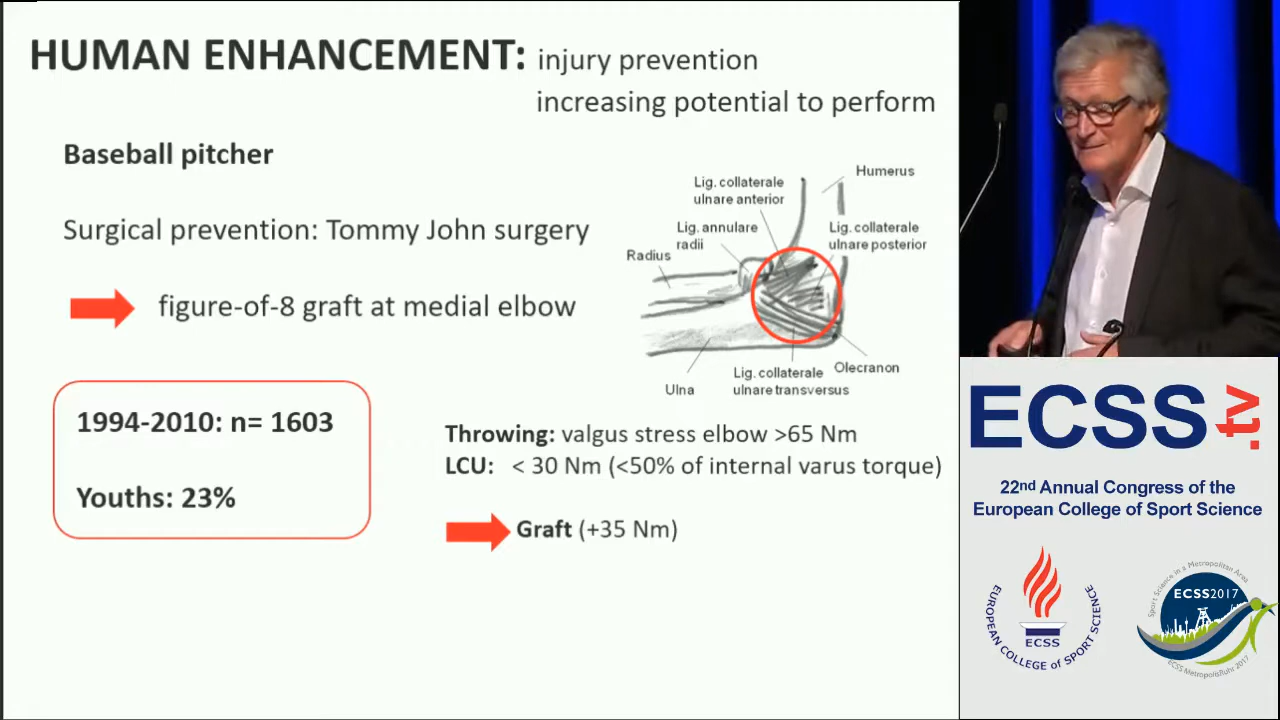 HUMAN ENHANCEMENT: injury prevention
increasing potential to perform
Baseball pitcher
Surgical prevention: Tommy John surgery
figure-of-8 graft at medial elbow
Lig. collaterale
ulnare anterior
Humerus
Lig. annulare
radii
Lig. collaterale
ulnare posterior
Radius
Lig. collaterale
ulnare transversus
Olecranon
Ulna
1994-2010: n= 1603
Youths: 23%
Throwing: valgus stress elbow >65 Nm
LCU: < 30 Nm (<50% of internal varus torque)
Graft (+35 Nm)
ECSS.tv
22nd Annual Congress of the
European College of Sport Science
EUROPEAN COLLEGE of SPORT SCIENCE
ECSS
Sport Science in a Metropolitan Area
ECSS2017
ECSS MetropolisRuhr 2017